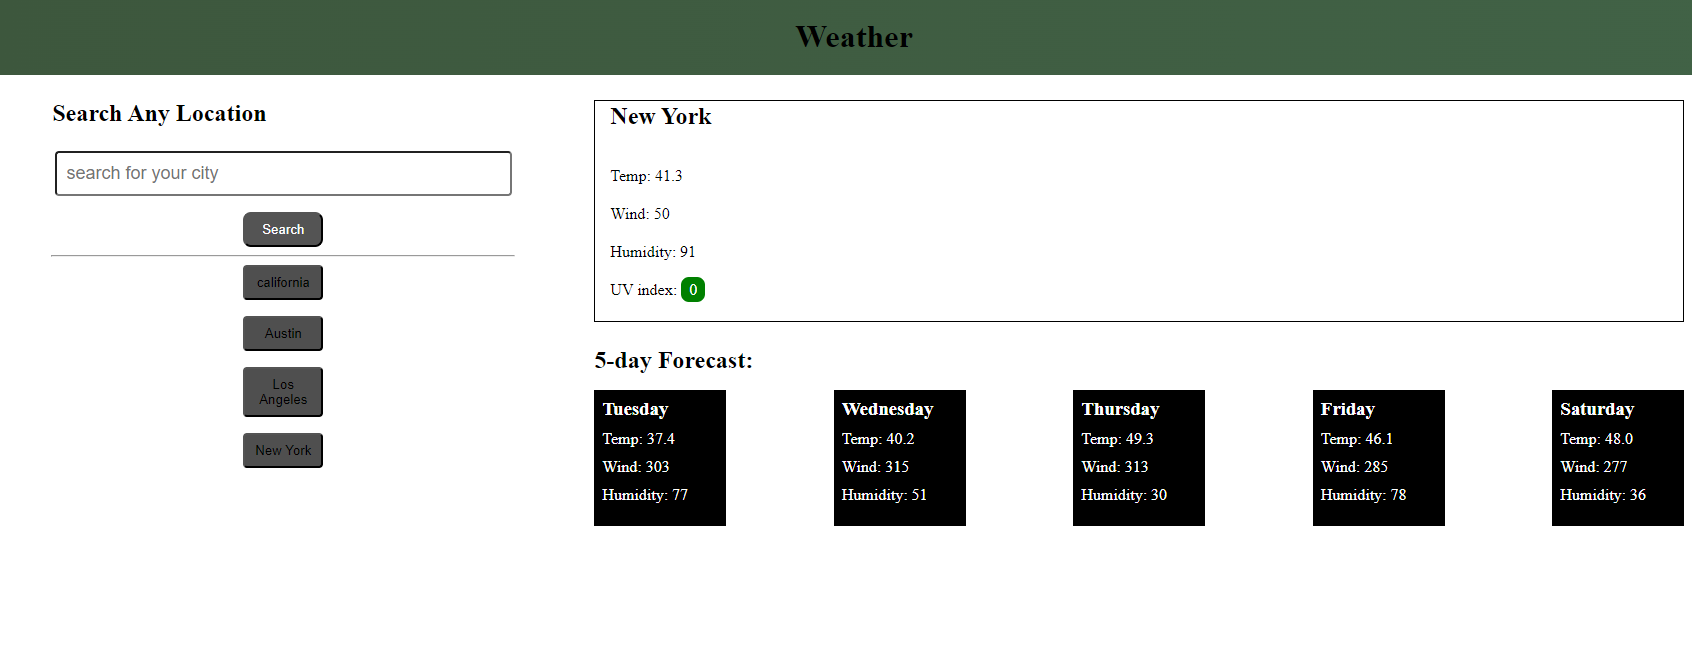 Weather
Search Any Location
search for your city
Search
california
Austin
Los
Angeles
New York
New York
Temp: 41.3
Wind: 50
Humidity: 91
UV index: 0
5-day Forecast:
Tuesday
Temp: 37.4
Wind: 303
Humidity: 77
Wednesday
Temp: 40.2
Wind: 315
Humidity: 51
Thursday
Temp: 49.3
Wind: 313
Humidity: 30
Friday
Temp: 46.1
Wind: 285
Humidity: 78
Saturday
Temp: 48.0
Wind: 277
Humidity: 36